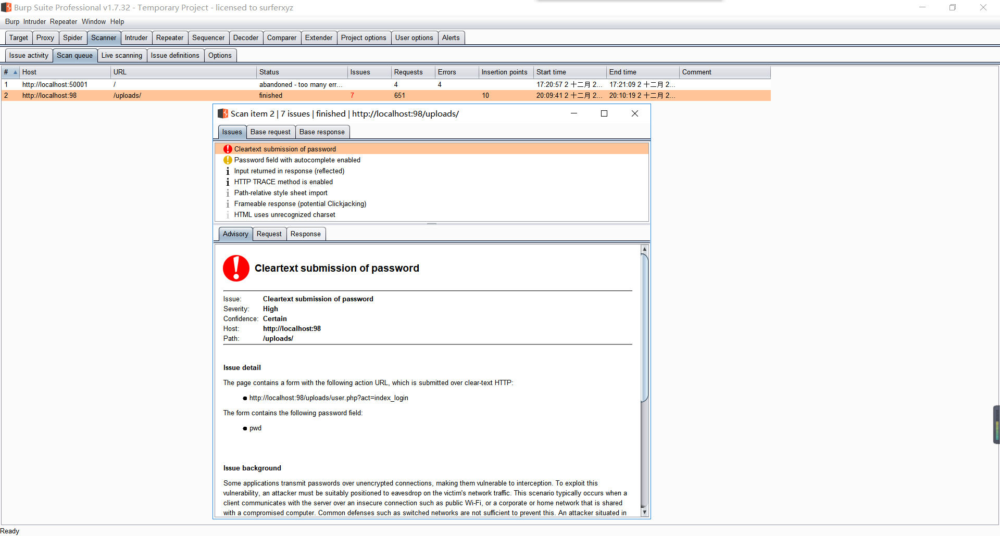 Burp Suite Professional v1.7.32 - Temporary Project - licensed to surferxyz
Burp Intruder Repeater Window Help
Target Proxy Spider Scanner Intruder Repeater Sequencer Decoder Comparer Extender Project options User options Alerts
Issue activity Scan queue Live scanning Issue definitions Options
# Host URL Status Issues Requests Errors Insertion points Start time End time Comment
1 http://localhost:50001 / abandoned - too many err... 4 4 17:20:57 2 十二月 2... 17:21:09 2 十二月 2...
2 http://localhost:98 /uploads/ finished 7 651 10 20:09:41 2 十二月 2... 20:10:19 2 十二月 2...
Scan item 2 | 7 issues | finished | http://localhost:98/uploads/
Issues Base request Base response
Cleartext submission of password
Password field with autocomplete enabled
Input returned in response (reflected)
HTTP TRACE method is enabled
Path-relative style sheet import
Frameable response (potential Clickjacking)
HTML uses unrecognized charset
Advisory Request Response
Cleartext submission of password
Issue: Cleartext submission of password
Severity: High
Confidence: Certain
Host: http://localhost:98
Path: /uploads/
Issue detail
The page contains a form with the following action URL, which is submitted over clear-text HTTP:
● http://localhost:98/uploads/user.php?act=index_login
The form contains the following password field:
● pwd
Issue background
Some applications transmit passwords over unencrypted connections, making them vulnerable to interception. To exploit this
vulnerability, an attacker must be suitably positioned to eavesdrop on the victim's network traffic. This scenario typically occurs when a
client communicates with the server over an insecure connection such as public Wi-Fi, or a corporate or home network that is shared
with a compromised computer. Common defenses such as switched networks are not sufficient to prevent this. An attacker situated in
Ready